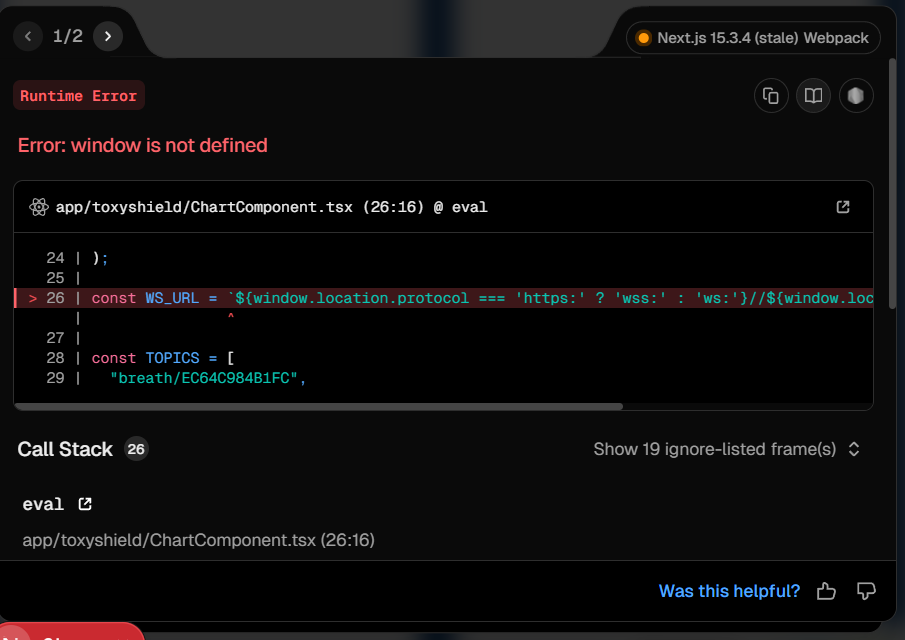 1/2
Next.js 15.3.4 (stale) Webpack
Runtime Error
Error: window is not defined
app/toxyshield/ChartComponent.tsx (26:16) @ eval
24 | );
25 |
> 26 | const WS_URL = `${window.location.protocol === 'https:' ? 'wss:' : 'ws:'}//${window.loc
| ^
27 |
28 | const TOPICS = [
29 | "breath/EC64C984B1FC",
Call Stack 26
Show 19 ignore-listed frame(s)
eval
app/toxyshield/ChartComponent.tsx (26:16)
Was this helpful?